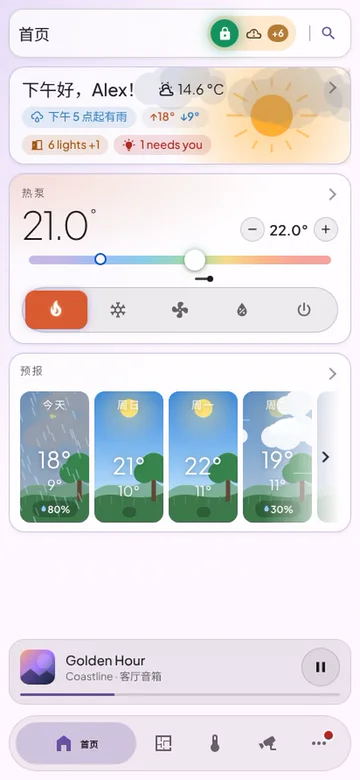 首页
+6
下午好，Alex！
14.6°C
下午 5 点起有雨
↑18° ↓9°
6 lights +1
1 needs you
热泵
21.0°
− 22.0° +
预报
今天
18°
9°
80%
周日
21°
10°
周一
22°
11°
19°
11°
30%
Golden Hour
Coastline · 客厅音箱
首页